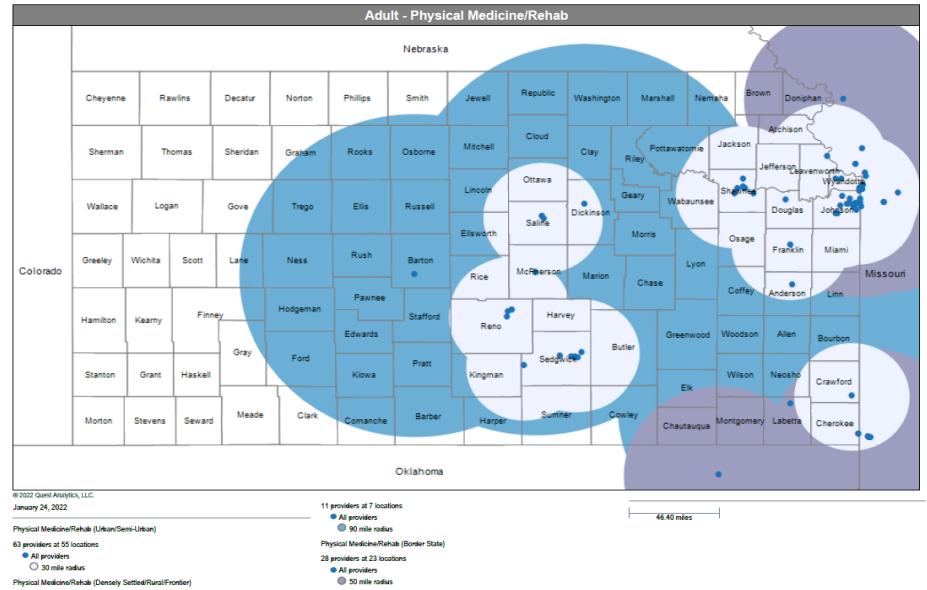 Adult - Physical Medicine/Rehab
Nebraska
Cheyenne Rawlins Decatur Norton Phillips Smith Jewell Republic Washington Marshall Nemaha Brown Doniphan
Sherman Thomas Sheridan Graham Rooks Osborne Mitchell Cloud Clay Riley Pottawatomie Jackson Atchison
Jefferson Leavenworth
Wallace Logan Gove Trego Ellis Russell Lincoln Ottawa Geary Wabaunsee Shawnee Wyandotte
Saline Dickinson Douglas Johnson
Ellsworth Morris Osage
Colorado Greeley Wichita Scott Lane Ness Rush Barton Rice McPherson Marion Chase Lyon Franklin Miami Missouri
Hamilton Kearny Finney Hodgeman Pawnee Stafford Reno Harvey Coffey Anderson Linn
Gray Edwards Sedgwick Butler Greenwood Woodson Allen Bourbon
Stanton Grant Haskell Ford Kiowa Pratt Kingman Elk Wilson Neosho Crawford
Morton Stevens Seward Meade Clark Comanche Barber Harper Sumner Cowley Chautauqua Montgomery Labette Cherokee
Oklahoma
© 2022 Quest Analytics, LLC.
January 24, 2022
Physical Medicine/Rehab (Urban/Semi-Urban)
63 providers at 55 locations
All providers
30 mile radius
Physical Medicine/Rehab (Densely Settled/Rural/Frontier)
11 providers at 7 locations
All providers
90 mile radius
Physical Medicine/Rehab (Border State)
28 providers at 23 locations
All providers
50 mile radius
46.40 miles